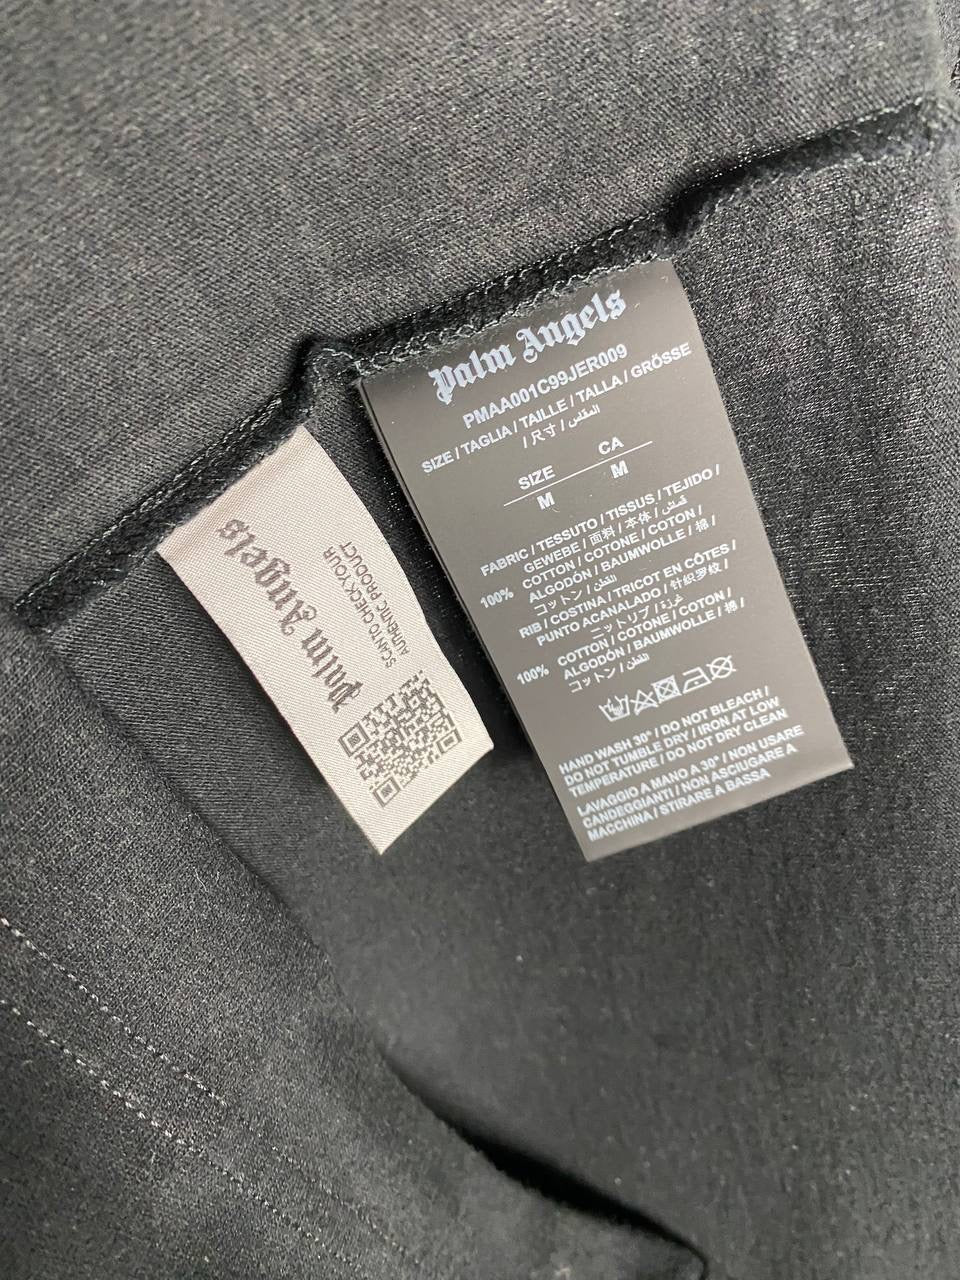 Palm Angels
SCAN TO CHECK YOUR
AUTHENTIC PRODUCT
Palm Angels
PMAA001C99JER009
SIZE / TAGLIA / TAILLE / TALLA / GRÖSSE
/ 尺寸 / المقاس
SIZE CA
M M
FABRIC / TESSUTO / TISSUS / TEJIDO /
GEWEBE / 面料 / 本体 / قماش
100% COTTON / COTONE / COTON /
ALGODÓN / BAUMWOLLE / 棉 /
コットン / القطن
RIB / COSTINA / TRICOT EN CÔTES /
PUNTO ACANALADO / 针织罗纹 /
ニットリブ /
100% COTTON / COTONE / COTON /
ALGODÓN / BAUMWOLLE / 棉 /
コットン / القطن
HAND WASH 30° / DO NOT BLEACH /
DO NOT TUMBLE DRY / IRON AT LOW
TEMPERATURE / DO NOT DRY CLEAN
LAVAGGIO A MANO A 30° / NON USARE
CANDEGGIANTI / NON ASCIUGARE A
MACCHINA / STIRARE A BASSA